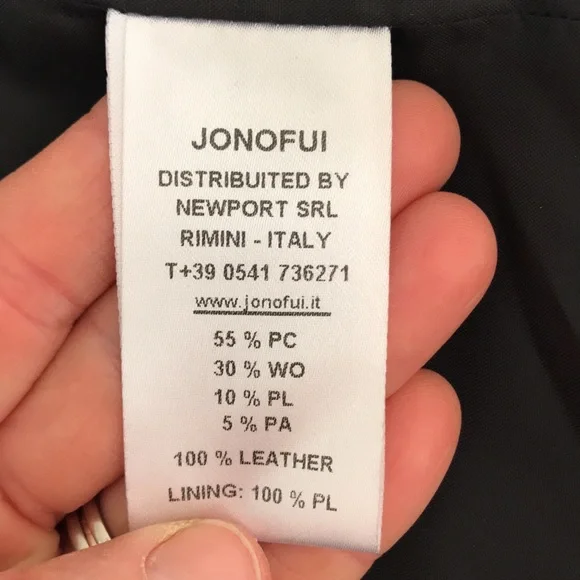 JONOFUI
DISTRIBUITED BY
NEWPORT SRL
RIMINI - ITALY
T+39 0541 736271
www.jonofui.it
55 % PC
30 % WO
10 % PL
5 % PA
100 % LEATHER
LINING: 100 % PL